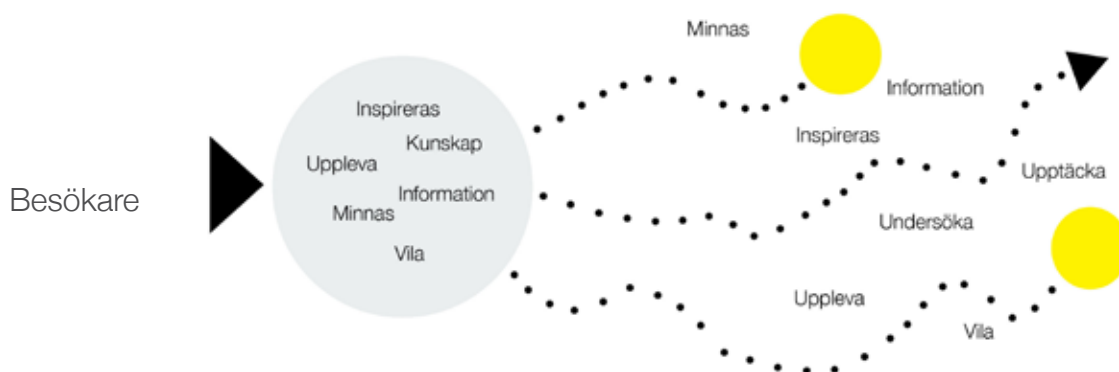 Besökare
Inspireras
Kunskap
Uppleva
Information
Minnas
Vila
Minnas
Information
Inspireras
Upptäcka
Undersöka
Uppleva
Vila